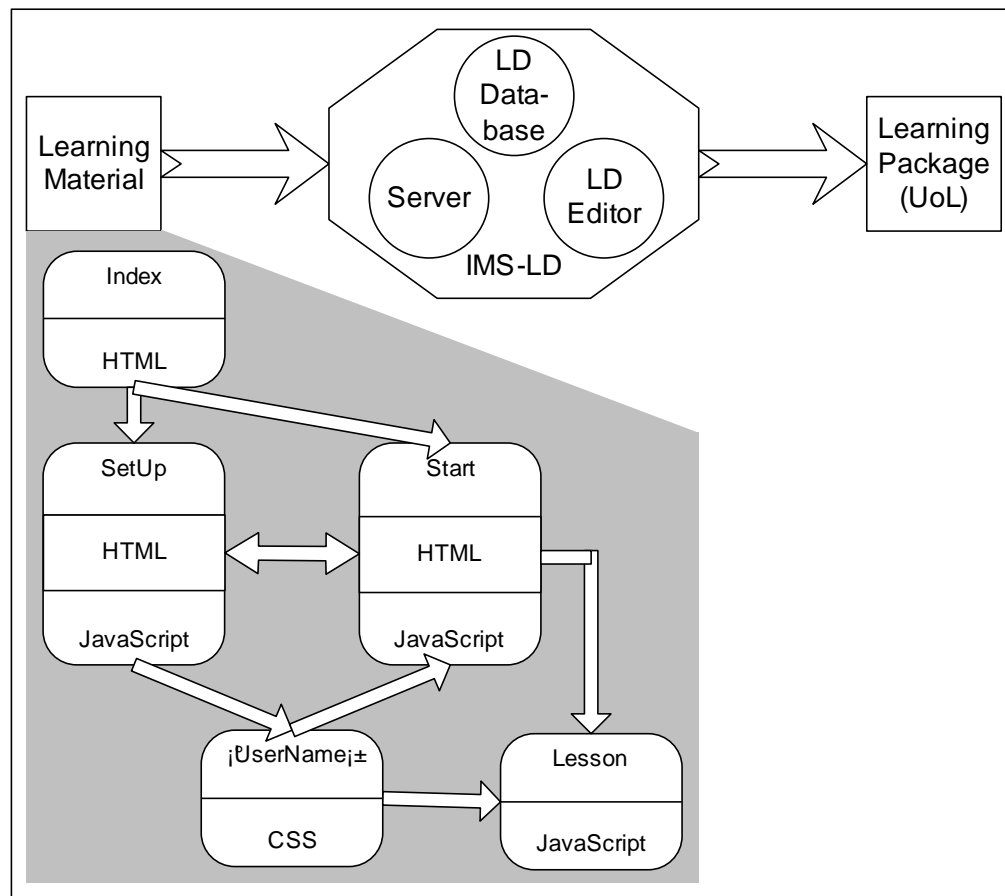 LD
Data-
base
Learning
Material
Server
LD
Editor
IMS-LD
Learning
Package
(UoL)
Index
HTML
SetUp
HTML
JavaScript
Start
HTML
JavaScript
¡°UserName¡±
CSS
Lesson
JavaScript